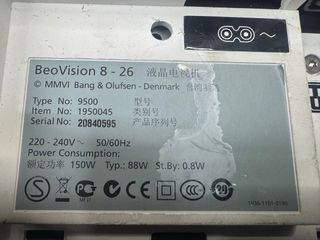 BeoVision 8 - 26 液晶电视机
© MMVI Bang & Olufsen - Denmark
Type No: 9500 型号
Item No: 1950045 类别号
Serial No: 20840595 产品序列号
220 - 240V~ 50/60Hz
Power Consumption:
额定功率 150W Typ: 88W St.By: 0.8W